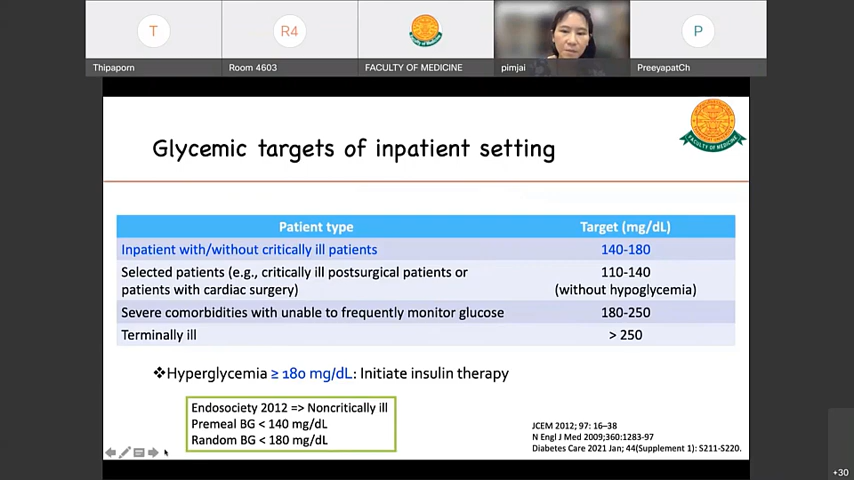 T
R4
P
Thipaporn
Room 4603
FACULTY OF MEDICINE
pimjai
PreeyapatCh
Glycemic targets of inpatient setting
FACULTY OF MEDICINE
Patient type Target (mg/dL)
Inpatient with/without critically ill patients 140-180
Selected patients (e.g., critically ill postsurgical patients or 110-140
patients with cardiac surgery) (without hypoglycemia)
Severe comorbidities with unable to frequently monitor glucose 180-250
Terminally ill > 250
❖Hyperglycemia ≥ 180 mg/dL: Initiate insulin therapy
Endosociety 2012 => Noncritically ill
Premeal BG < 140 mg/dL
Random BG < 180 mg/dL
JCEM 2012; 97: 16–38
N Engl J Med 2009;360:1283-97
Diabetes Care 2021 Jan; 44(Supplement 1): S211-S220.
+30